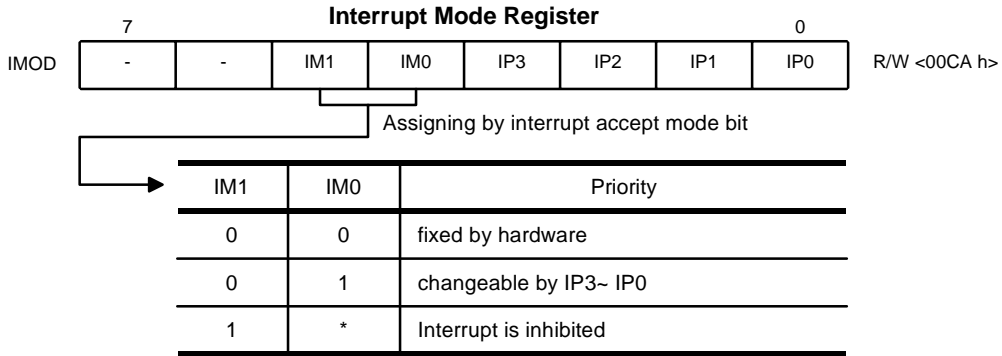 Interrupt Mode Register
7 0
IMOD - - IM1 IM0 IP3 IP2 IP1 IP0 R/W <00CA h>
Assigning by interrupt accept mode bit
IM1 IM0 Priority
0 0 fixed by hardware
0 1 changeable by IP3~ IP0
1 * Interrupt is inhibited